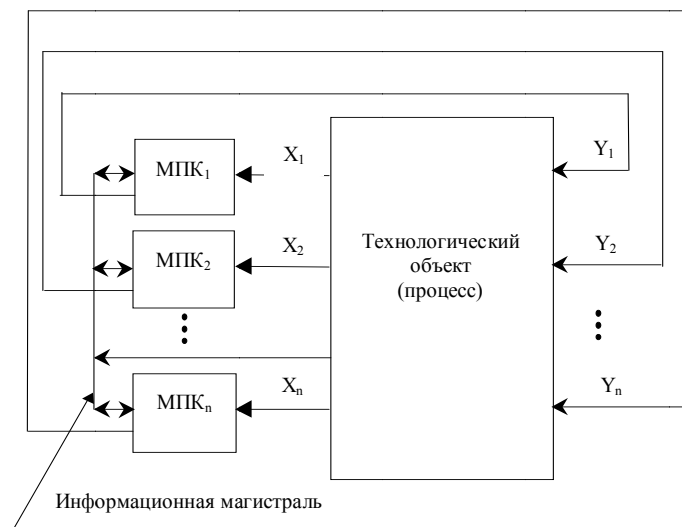 МПК₁
X₁
Y₁
МПК₂
X₂
Технологический
объект
(процесс)
Y₂
МПКₙ
Xₙ
Yₙ
Информационная магистраль